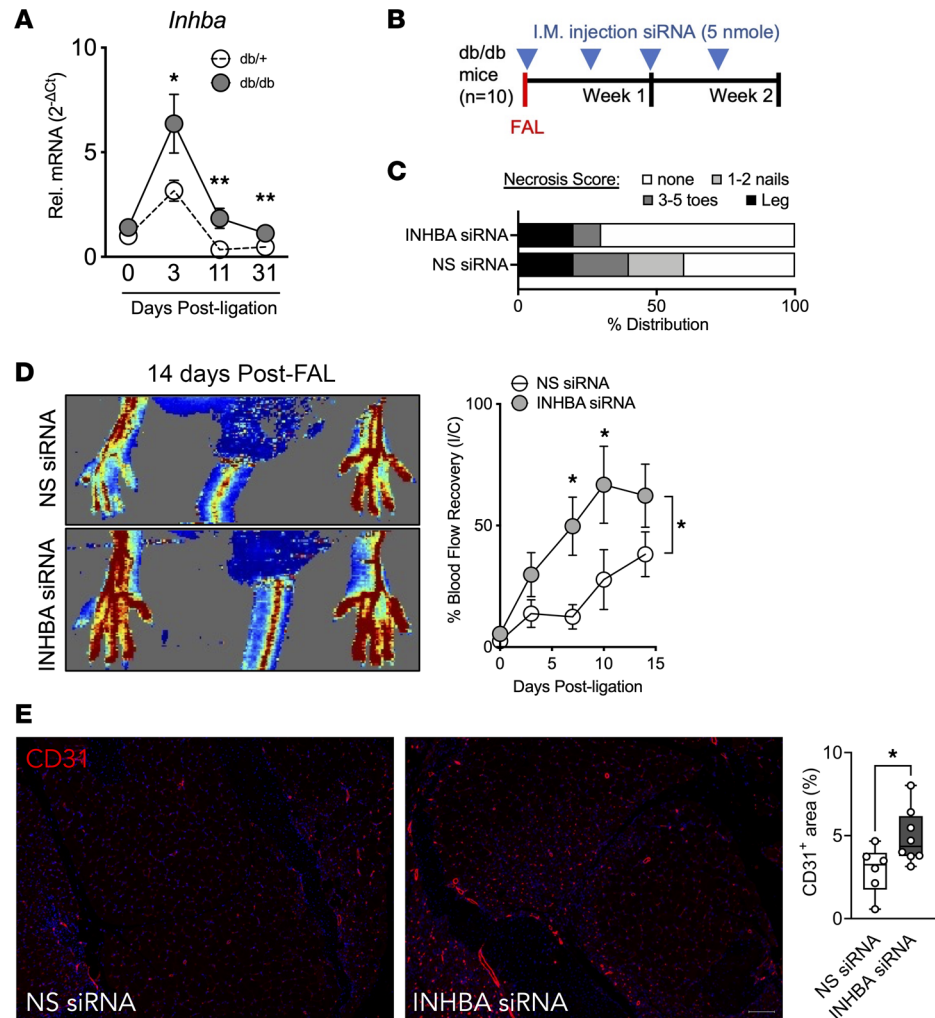 A
Inhba
Rel. mRNA (2^-ΔCt)
10
5
0
db/+
db/db
*
**
**
0 3 11 31
Days Post-ligation
B
I.M. injection siRNA (5 nmole)
db/db
mice
(n=10)
Week 1
Week 2
FAL
C
Necrosis Score:
none
1-2 nails
3-5 toes
Leg
INHBA siRNA
NS siRNA
0 50 100
% Distribution
D
14 days Post-FAL
NS siRNA
INHBA siRNA
NS siRNA
INHBA siRNA
% Blood Flow Recovery (I/C)
100
50
0
*
*
*
0 5 10 15
Days Post-ligation
E
CD31
NS siRNA
INHBA siRNA
CD31+ area (%)
10
5
0
*
NS siRNA
INHBA siRNA